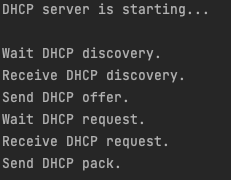 DHCP server is starting...
Wait DHCP discovery.
Receive DHCP discovery.
Send DHCP offer.
Wait DHCP request.
Receive DHCP request.
Send DHCP pack.